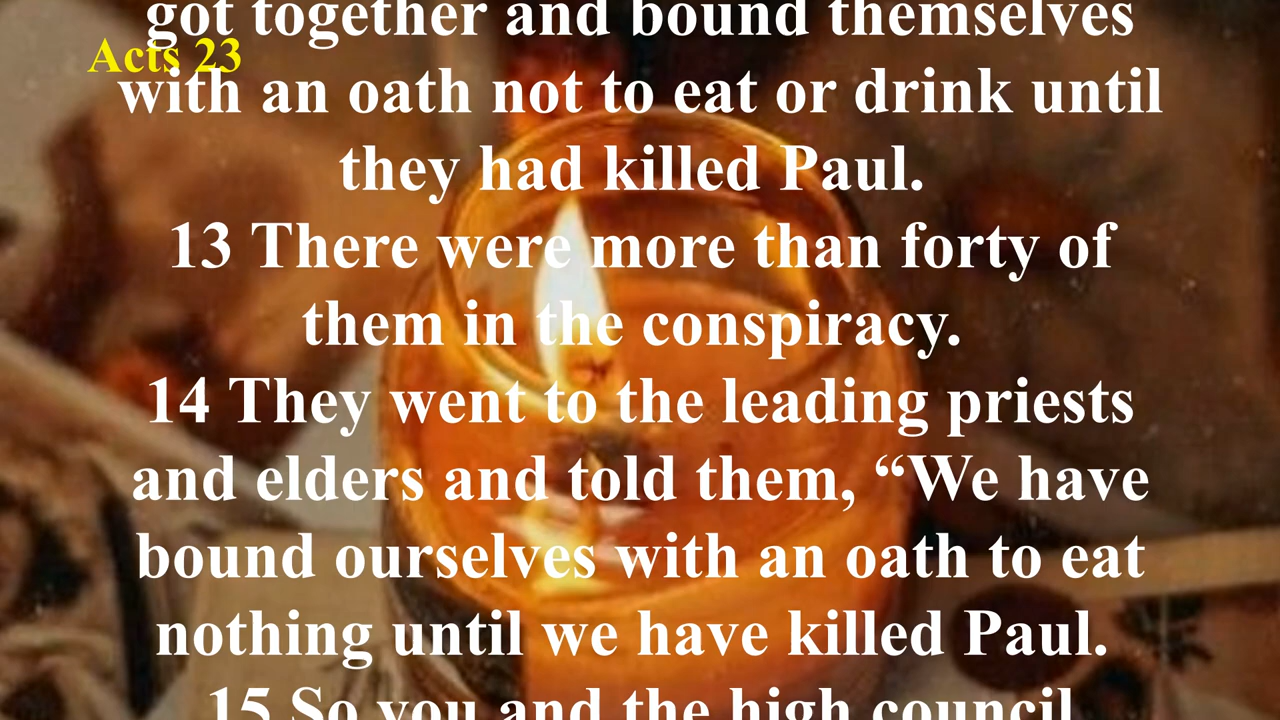 got together and bound themselves
Acts 23
with an oath not to eat or drink until
they had killed Paul.
13 There were more than forty of
them in the conspiracy.
14 They went to the leading priests
and elders and told them, “We have
bound ourselves with an oath to eat
nothing until we have killed Paul.
15 So you and the high council